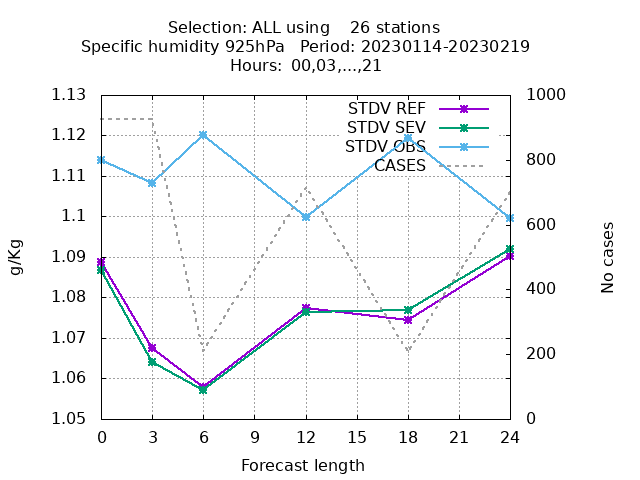 Selection: ALL using    26 stations
Specific humidity 925hPa   Period: 20230114-20230219
Hours: 00,03,...,21
1.13
1.12
1.11
1.1
1.09
1.08
1.07
1.06
1.05
g/Kg
STDV REF
STDV SEV
STDV OBS
CASES
1000
800
600
400
200
0
No cases
0 3 6 9 12 15 18 21 24
Forecast length